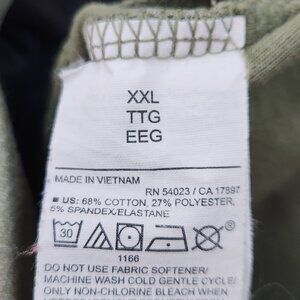 XXL
TTG
EEG
MADE IN VIETNAM
RN 54023 / CA 17897
■ US: 68% COTTON, 27% POLYESTER,
5% SPANDEX/ELASTANE
30
1166
DO NOT USE FABRIC SOFTENER/
MACHINE WASH COLD GENTLE CYCLE/
ONLY NON-CHLORINE BLEACH WHEN